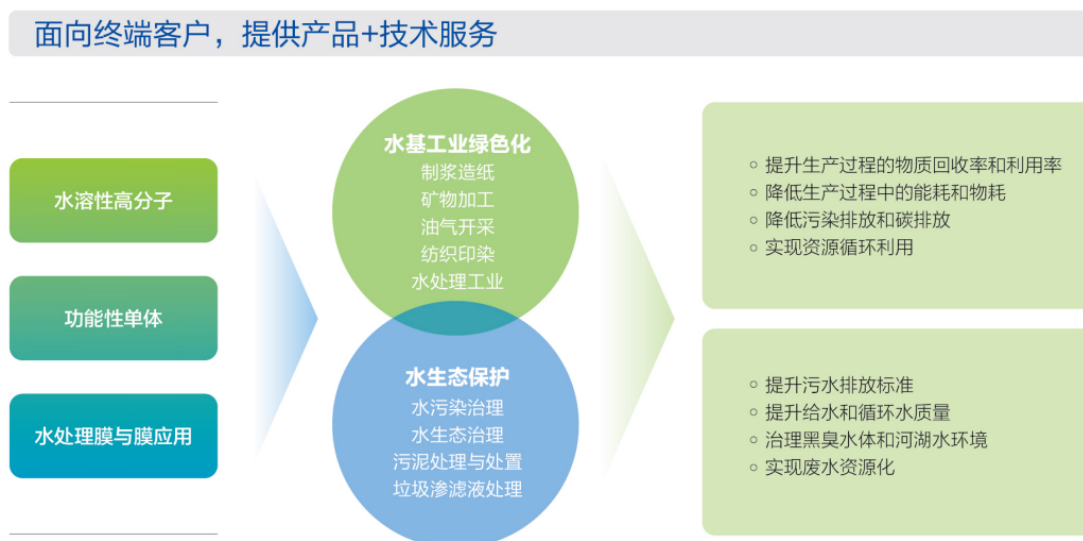 面向终端客户，提供产品+技术服务
水溶性高分子
功能性单体
水处理膜与膜应用
水基工业绿色化
制浆造纸
矿物加工
油气开采
纺织印染
水处理工业
水生态保护
水污染治理
水生态治理
污泥处理与处置
垃圾渗滤液处理
○ 提升生产过程的物质回收率和利用率
○ 降低生产过程中的能耗和物耗
○ 降低污染排放和碳排放
○ 实现资源循环利用
○ 提升污水排放标准
○ 提升给水和循环水质量
○ 治理黑臭水体和河湖水环境
○ 实现废水资源化